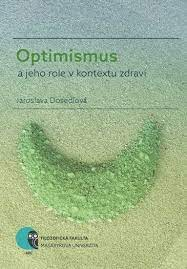 Optimismus
a jeho role v kontextu zdraví
Jaroslava Dosedlová
FILOZOFICKÁ FAKULTA
MASARYKOVA UNIVERZITA